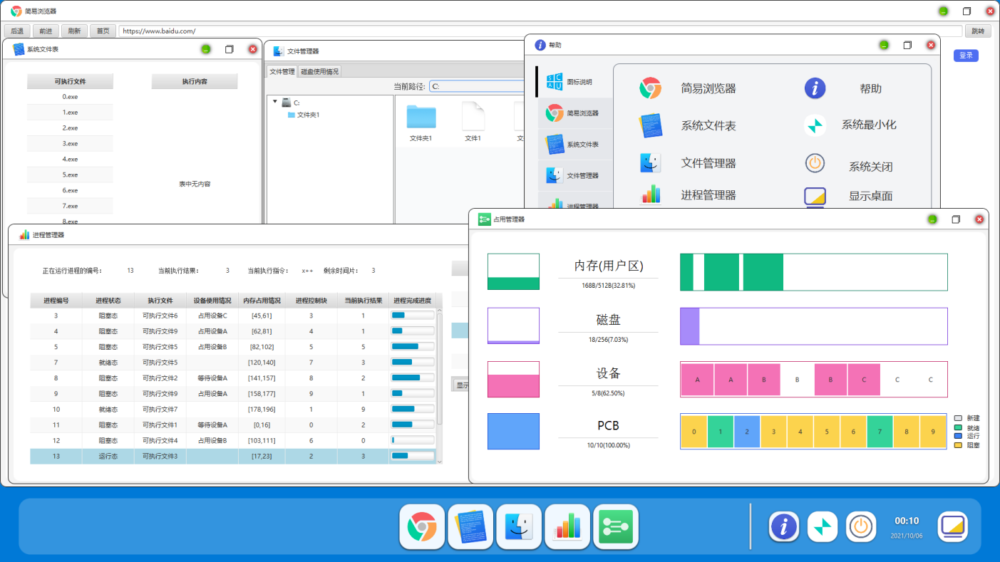 简易浏览器
后退 前进 刷新 首页 https://www.baidu.com/ 跳转
登录
系统文件表
可执行文件 执行内容
0.exe
1.exe
2.exe
3.exe
4.exe
5.exe
6.exe
7.exe
8.exe
表中无内容
文件管理器
文件管理 磁盘使用情况
当前路径: C:
C:
文件夹1
文件夹1 文件1
帮助
图标说明
简易浏览器
系统文件表
文件管理器
进程管理器
简易浏览器 帮助
系统文件表 系统最小化
文件管理器 系统关闭
进程管理器 显示桌面
进程管理器
正在运行进程的编号: 13 当前执行结果: 3 当前执行指令: x++ 剩余时间片: 3
进程编号 进程状态 执行文件 设备使用情况 内存占用情况 进程控制块 当前执行结果 进程完成进度
3 阻塞态 可执行文件6 占用设备C [45,61] 3 1
4 阻塞态 可执行文件9 占用设备A [62,81] 4 1
5 阻塞态 可执行文件5 占用设备B [82,102] 5 5
7 就绪态 可执行文件5 [120,140] 7 3
8 阻塞态 可执行文件2 等待设备A [141,157] 8 2
9 阻塞态 可执行文件9 占用设备A [158,177] 9 1
10 就绪态 可执行文件7 [178,196] 1 9
11 阻塞态 可执行文件1 等待设备A [0,16] 0 2
12 阻塞态 可执行文件4 占用设备B [103,111] 6 0
13 运行态 可执行文件3 [17,23] 2 3
显示
占用管理器
内存(用户区)
168B/512B(32.81%)
磁盘
18/256(7.03%)
设备
5/8(62.50%)
A A B B B C C C
PCB
10/10(100.00%)
0 1 2 3 4 5 6 7 8 9
新建
就绪
运行
阻塞
00:10
2021/10/06